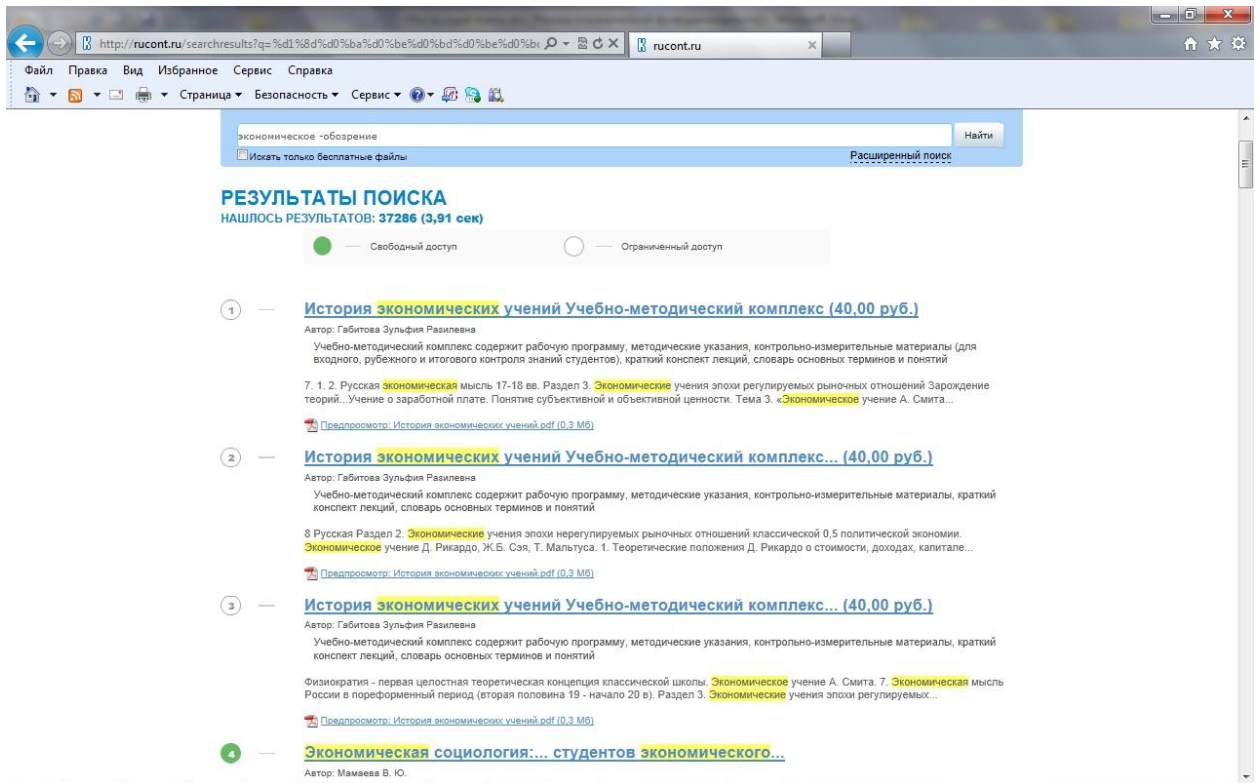 http://rucont.ru/searchresults?q=%d1%8d%d0%ba%d0%be%d0%bd%d0%be%d0%b
rucont.ru
Файл Правка Вид Избранное Сервис Справка
Страница Безопасность Сервис
экономическое -обозрение
Найти
Искать только бесплатные файлы
Расширенный поиск
РЕЗУЛЬТАТЫ ПОИСКА
НАШЛОСЬ РЕЗУЛЬТАТОВ: 37286 (3,91 сек)
— Свободный доступ
— Ограниченный доступ
1 — История экономических учений Учебно-методический комплекс (40,00 руб.)
Автор: Габитова Зульфия Разилевна
Учебно-методический комплекс содержит рабочую программу, методические указания, контрольно-измерительные материалы (для
входного, рубежного и итогового контроля знаний студентов), краткий конспект лекций, словарь основных терминов и понятий
7. 1. 2. Русская экономическая мысль 17-18 вв. Раздел 3. Экономические учения эпохи регулируемых рыночных отношений Зарождение
теорий...Учение о заработной плате. Понятие субъективной и объективной ценности. Тема 3. «Экономическое учение А. Смита...
Предпросмотр: История экономических учений.pdf (0,3 Мб)
2 — История экономических учений Учебно-методический комплекс... (40,00 руб.)
Автор: Габитова Зульфия Разилевна
Учебно-методический комплекс содержит рабочую программу, методические указания, контрольно-измерительные материалы, краткий
конспект лекций, словарь основных терминов и понятий
8 Русская Раздел 2. Экономические учения эпохи нерегулируемых рыночных отношений классической 0,5 политической экономии.
Экономическое учение Д. Рикардо, Ж.Б. Сэя, Т. Мальтуса. 1. Теоретические положения Д. Рикардо о стоимости, доходах, капитале...
Предпросмотр: История экономических учений.pdf (0,3 Мб)
3 — История экономических учений Учебно-методический комплекс... (40,00 руб.)
Автор: Габитова Зульфия Разилевна
Учебно-методический комплекс содержит рабочую программу, методические указания, контрольно-измерительные материалы, краткий
конспект лекций, словарь основных терминов и понятий
Физиократия - первая целостная теоретическая концепция классической школы. Экономическое учение А. Смита. 7. Экономическая мысль
России в пореформенный период (вторая половина 19 - начало 20 в). Раздел 3. Экономические учения эпохи регулируемых...
Предпросмотр: История экономических учений.pdf (0,3 Мб)
4 — Экономическая социология:... студентов экономического...
Автор: Мамаева В. Ю.